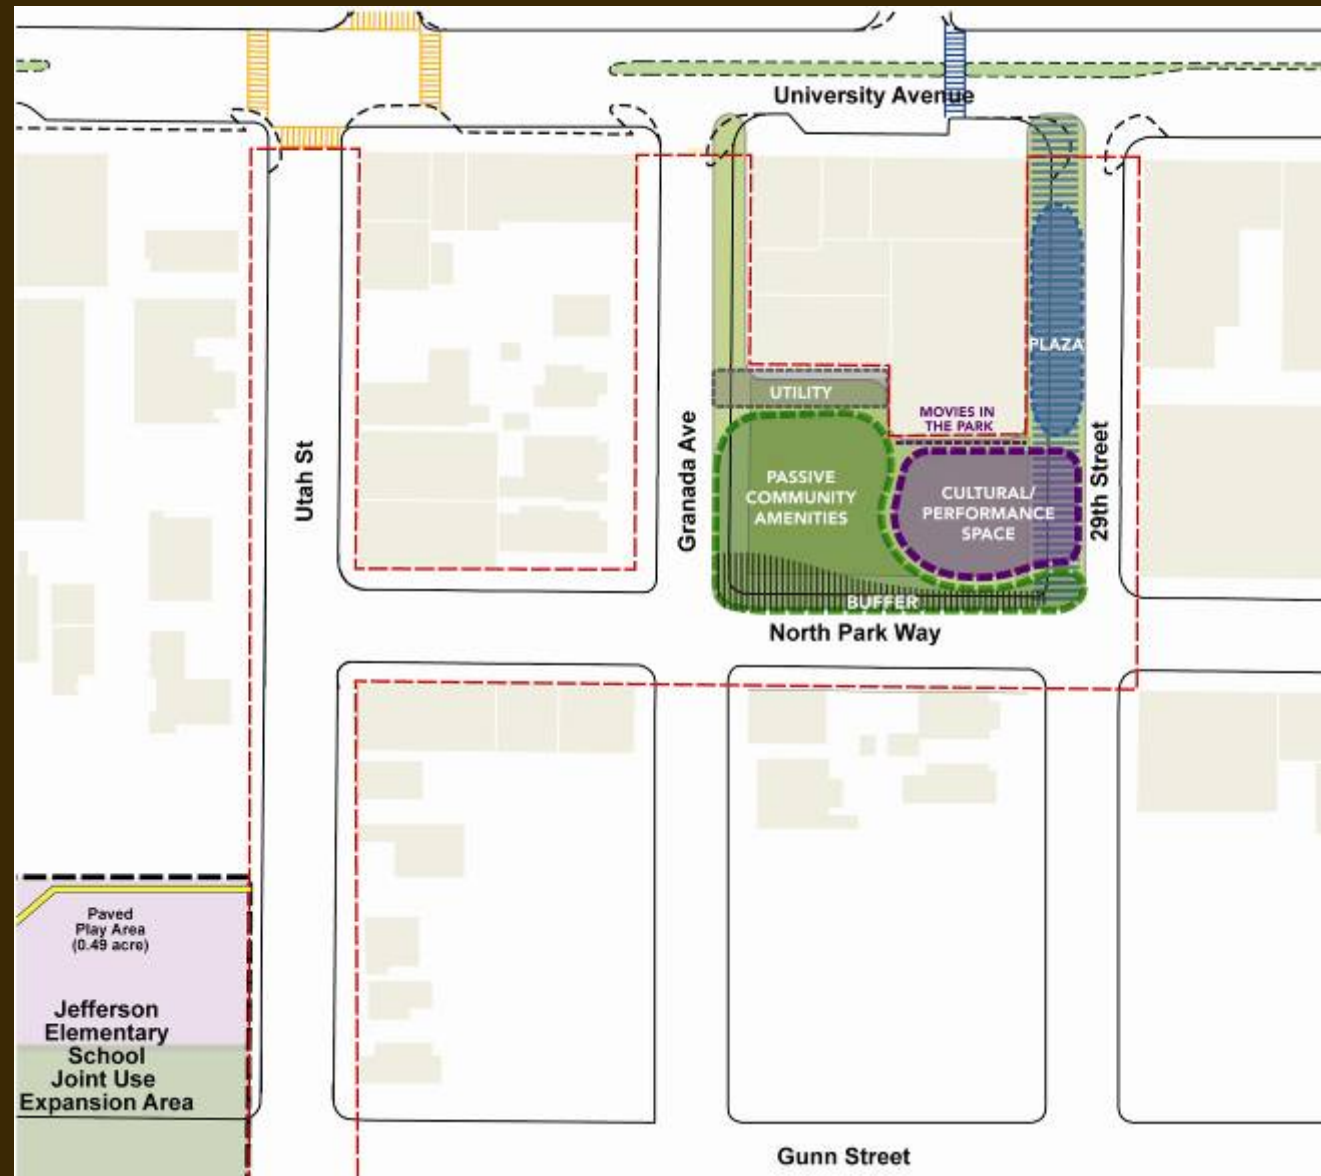 University Avenue
PLAZA
UTILITY
MOVIES IN
THE PARK
Utah St
Granada Ave
PASSIVE
COMMUNITY
AMENITIES
CULTURAL/
PERFORMANCE
SPACE
29th Street
BUFFER
North Park Way
Paved
Play Area
(0.49 acre)
Jefferson
Elementary
School
Joint Use
Expansion Area
Gunn Street